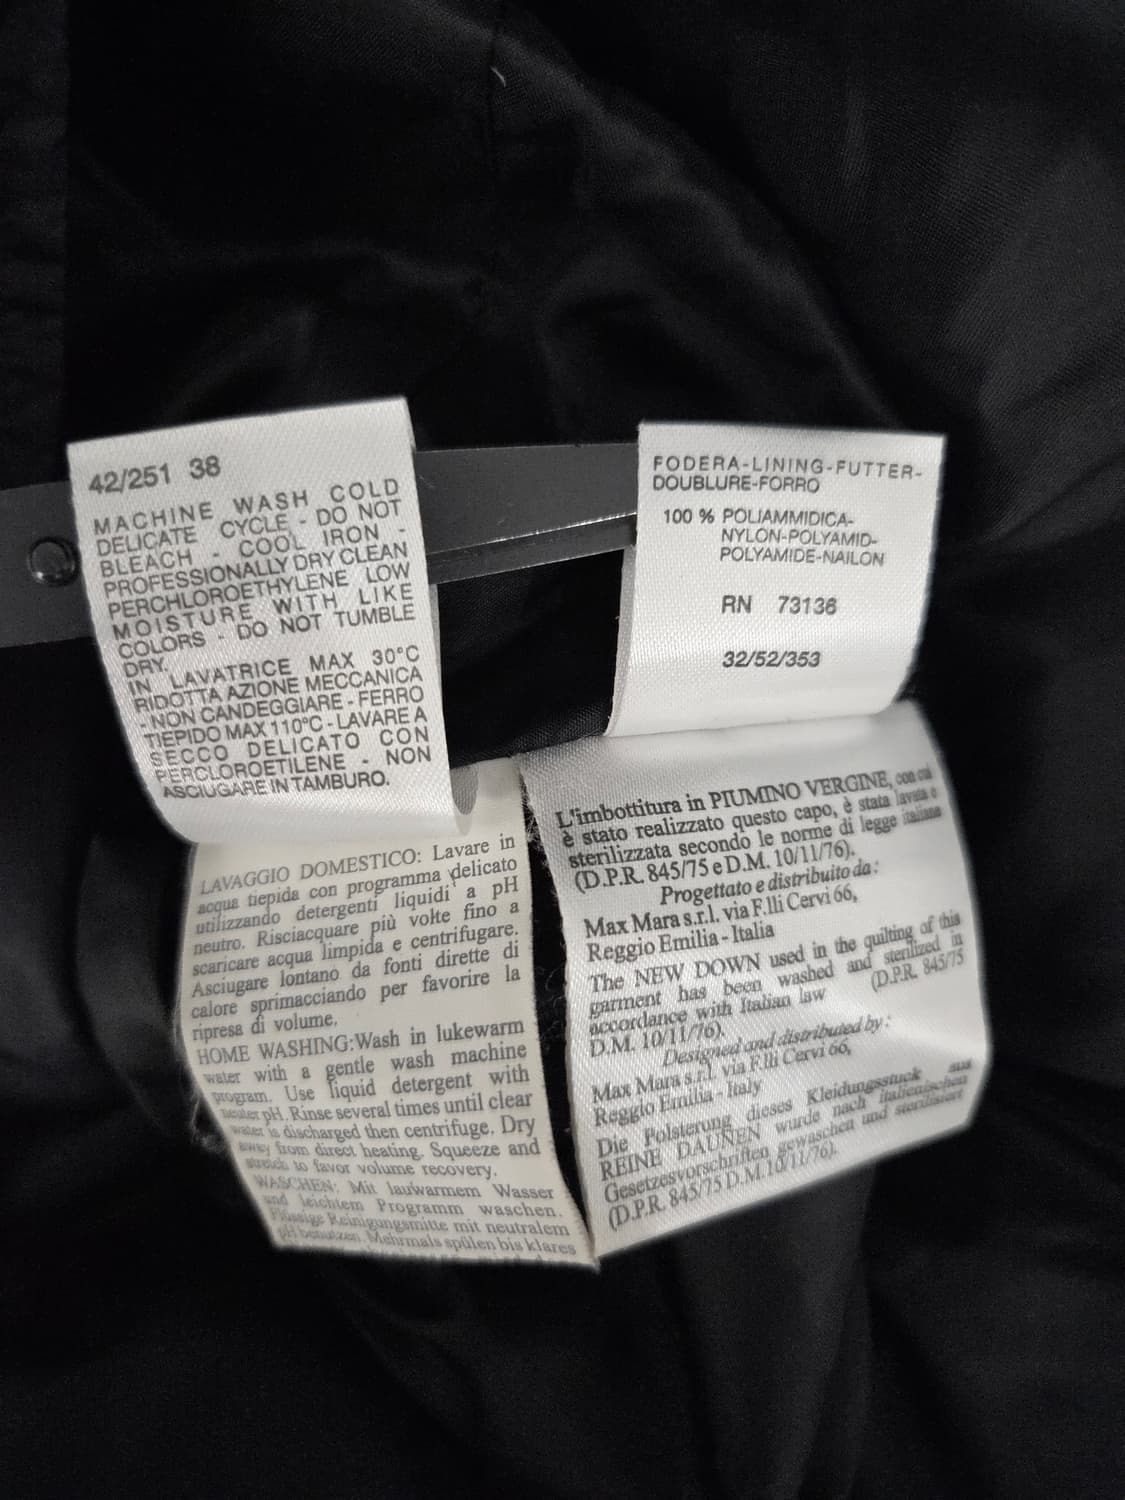 42/251 38
MACHINE WASH COLD
DELICATE CYCLE - DO NOT
BLEACH - COOL IRON -
PROFESSIONALLY DRY CLEAN
PERCHLOROETHYLENE LOW
MOISTURE WITH LIKE
COLORS - DO NOT TUMBLE
DRY.
IN LAVATRICE MAX 30°C
RIDOTTA AZIONE MECCANICA
- NON CANDEGGIARE - FERRO
TIEPIDO MAX 110°C - LAVARE A
SECCO DELICATO CON
PERCLOROETILENE - NON
ASCIUGARE IN TAMBURO.
FODERA-LINING-FUTTER-
DOUBLURE-FORRO
100 % POLIAMMIDICA-
NYLON-POLYAMID-
POLYAMIDE-NAILON
RN 73136
32/52/353
LAVAGGIO DOMESTICO: Lavare in
acqua tiepida con programma delicato
utilizzando detergenti liquidi a pH
neutro. Risciacquare più volte fino a
scaricare acqua limpida e centrifugare.
Asciugare lontano da fonti dirette di
calore sprimacciando per favorire la
ripresa di volume.
HOME WASHING:Wash in lukewarm
water with a gentle wash machine
program. Use liquid detergent with
neuter pH. Rinse several times until clear
water is discharged then centrifuge. Dry
away from direct heating. Squeeze and
stretch to favor volume recovery.
WASCHEN: Mit lauwarmem Wasser
und leichtem Programm waschen.
Flüssige Reinigungsmitte mit neutralem
pH benutzen. Mehrmals spülen bis klares
L'imbottitura in PIUMINO VERGINE, con cui
è stato realizzato questo capo, è stata lavata e
sterilizzata secondo le norme di legge italiane
(D.P.R. 845/75 e D.M. 10/11/76).
Progettato e distribuito da:
Max Mara s.r.l. via F.lli Cervi 66,
Reggio Emilia - Italia
The NEW DOWN used in the quilting of this
garment has been washed and sterilized in
accordance with Italian law (D.P.R. 845/75
D.M. 10/11/76).
Designed and distributed by:
Max Mara s.r.l. via F.lli Cervi 66,
Reggio Emilia - Italy
Die Polsterung dieses Kleidungsstuck aus
REINE DAUNEN wurde nach italienischen
Gesetzesvorschriften gewaschen und sterilisiert
(D.P.R. 845/75 D.M.10/11/76).